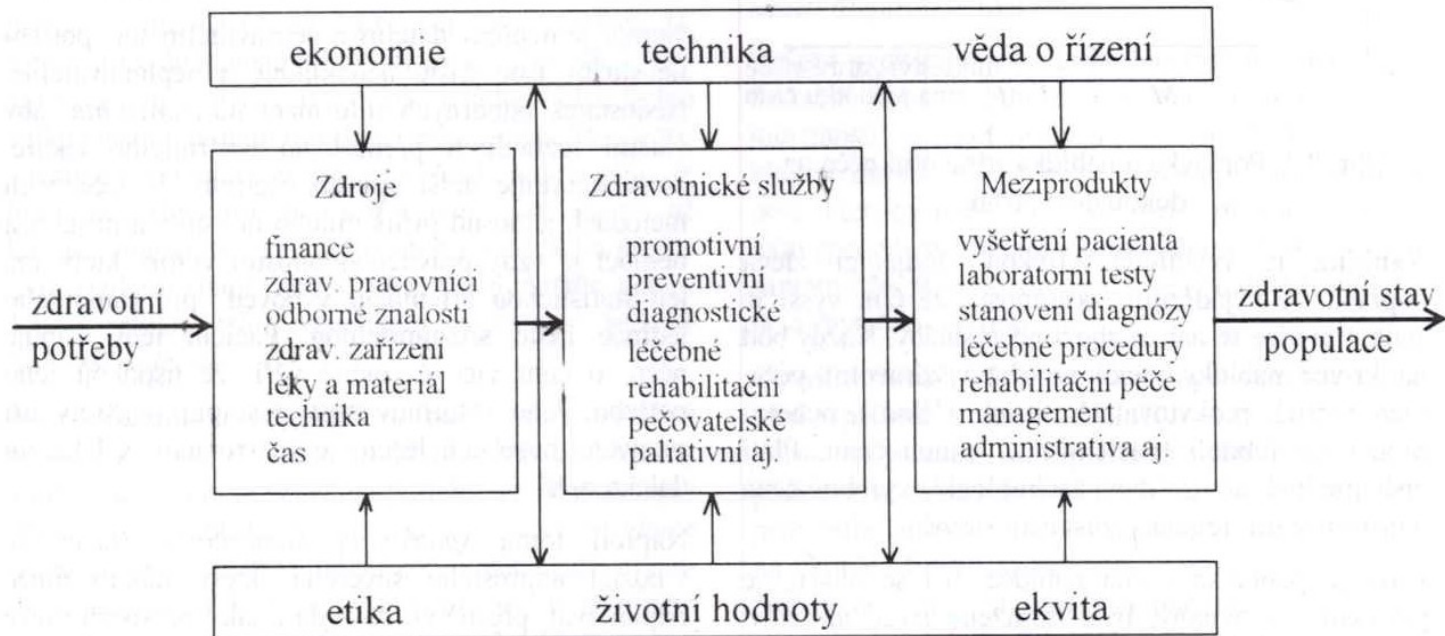 ekonomie technika věda o řízení
Zdroje
finance
zdrav. pracovníci
odborné znalosti
zdrav. zařízení
léky a materiál
technika
čas
Zdravotnické služby
promotivní
preventivní
diagnostické
léčebné
rehabilitační
pečovatelské
paliativní aj.
Meziprodukty
vyšetření pacienta
laboratorní testy
stanovení diagnózy
léčebné procedury
rehabilitační péče
management,
administrativa aj.
zdravotní
potřeby
zdravotní stav
populace
etika životní hodnoty ekvita